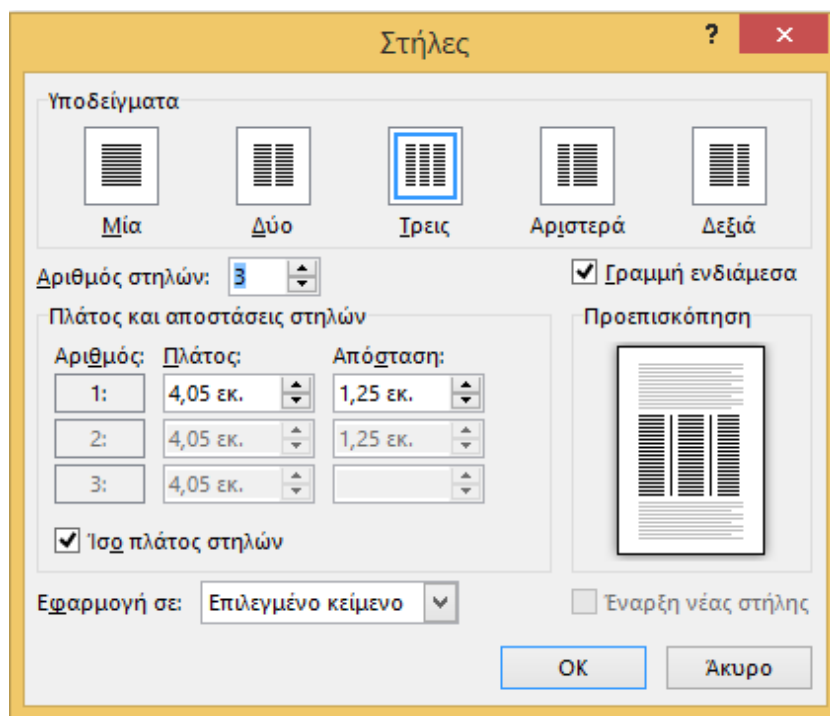 Στήλες ?
Υποδείγματα
Μία Δύο Τρεις Αριστερά Δεξιά
Αριθμός στηλών: 3 Γραμμή ενδιάμεσα
Πλάτος και αποστάσεις στηλών Προεπισκόπηση
Αριθμός: Πλάτος: Απόσταση:
1: 4,05 εκ. 1,25 εκ.
2: 4,05 εκ. 1,25 εκ.
3: 4,05 εκ.
Ίσο πλάτος στηλών
Εφαρμογή σε: Επιλεγμένο κείμενο Έναρξη νέας στήλης
OK Άκυρο